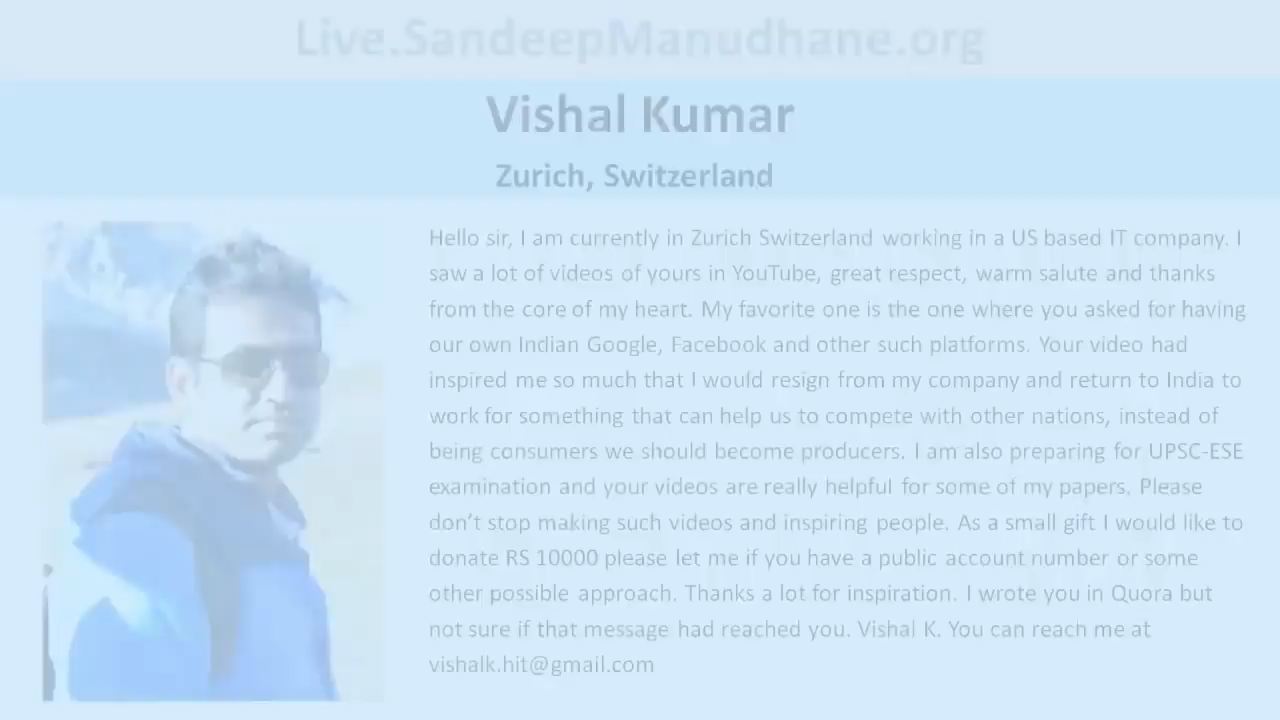 Live.SandeepManudhane.org
Vishal Kumar
Zurich, Switzerland
Hello sir, I am currently in Zurich Switzerland working in a US based IT company. I
saw a lot of videos of yours in YouTube, great respect, warm salute and thanks
from the core of my heart. My favorite one is the one where you asked for having
our own Indian Google, Facebook and other such platforms. Your video had
inspired me so much that I would resign from my company and return to India to
work for something that can help us to compete with other nations, instead of
being consumers we should become producers. I am also preparing for UPSC-ESE
examination and your videos are really helpful for some of my papers. Please
don’t stop making such videos and inspiring people. As a small gift I would like to
donate RS 10000 please let me if you have a public account number or some
other possible approach. Thanks a lot for inspiration. I wrote you in Quora but
not sure if that message had reached you. Vishal K. You can reach me at
vishalk.hit@gmail.com